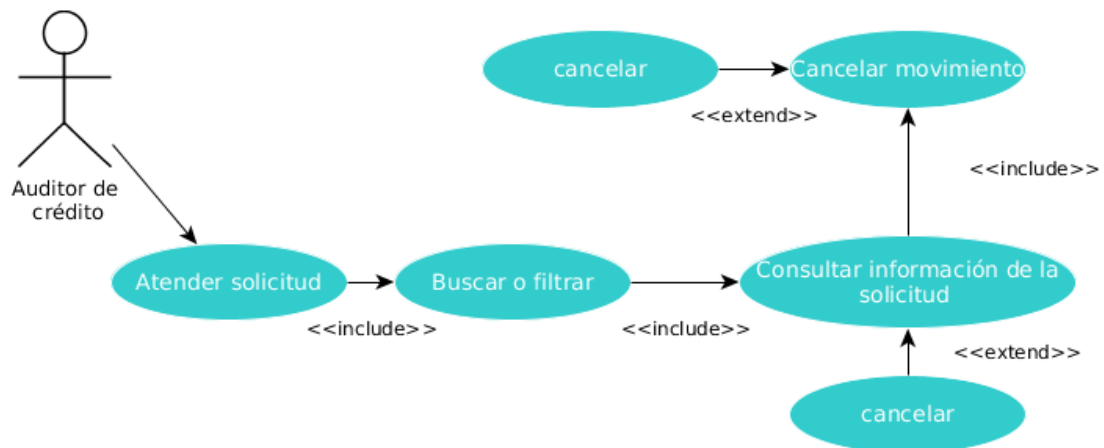 cancelar
Cancelar movimiento
<<extend>>
<<include>>
Auditor de
crédito
Atender solicitud
Buscar o filtrar
Consultar información de la
solicitud
<<include>>
<<include>>
<<extend>>
cancelar